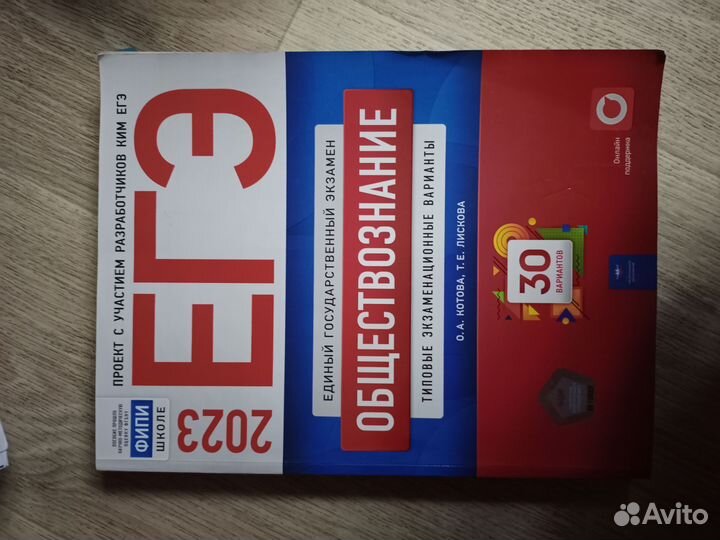 ПРОЕКТ С УЧАСТИЕМ РАЗРАБОТЧИКОВ КИМ ЕГЭ
ФИПИ
ШКОЛЕ
2023
ЕГЭ
ЕДИНЫЙ ГОСУДАРСТВЕННЫЙ ЭКЗАМЕН
ОБЩЕСТВОЗНАНИЕ
ТИПОВЫЕ ЭКЗАМЕНАЦИОННЫЕ ВАРИАНТЫ
О.А. КОТОВА, Т.Е. ЛИСКОВА
30
ВАРИАНТОВ
Онлайн
поддержка
Avito